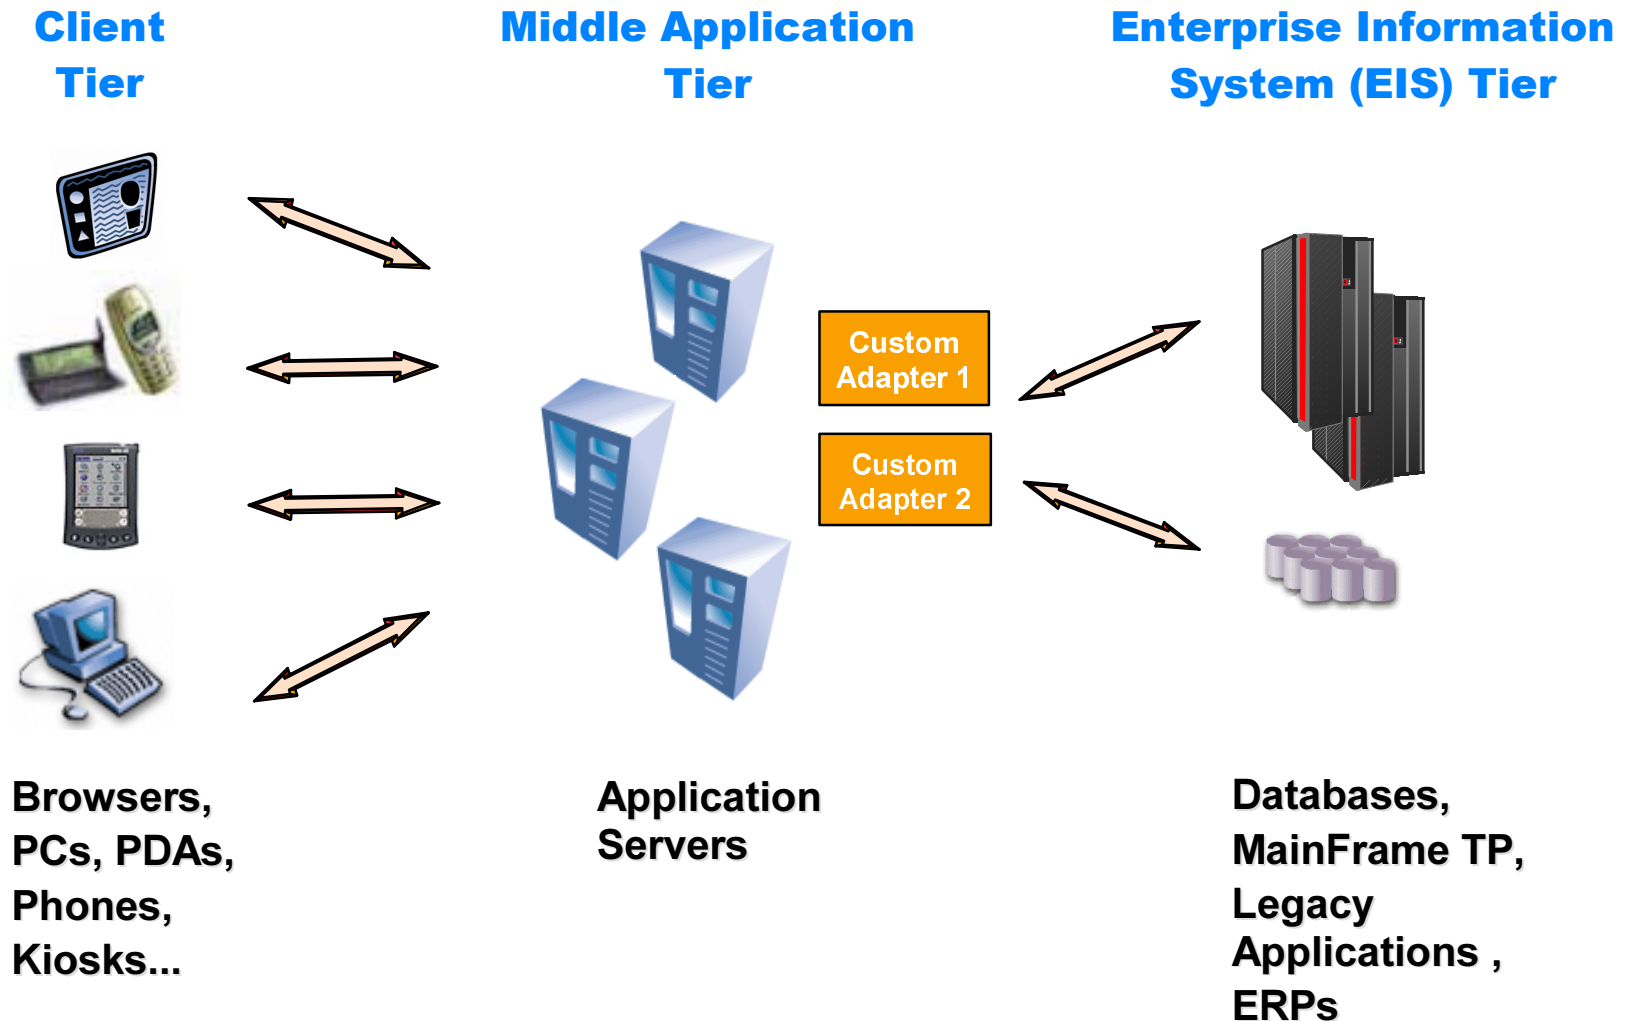 Client
Tier
Middle Application
Tier
Enterprise Information
System (EIS) Tier
Custom
Adapter 1
Custom
Adapter 2
Browsers,
PCs, PDAs,
Phones,
Kiosks...
Application
Servers
Databases,
MainFrame TP,
Legacy
Applications ,
ERPs